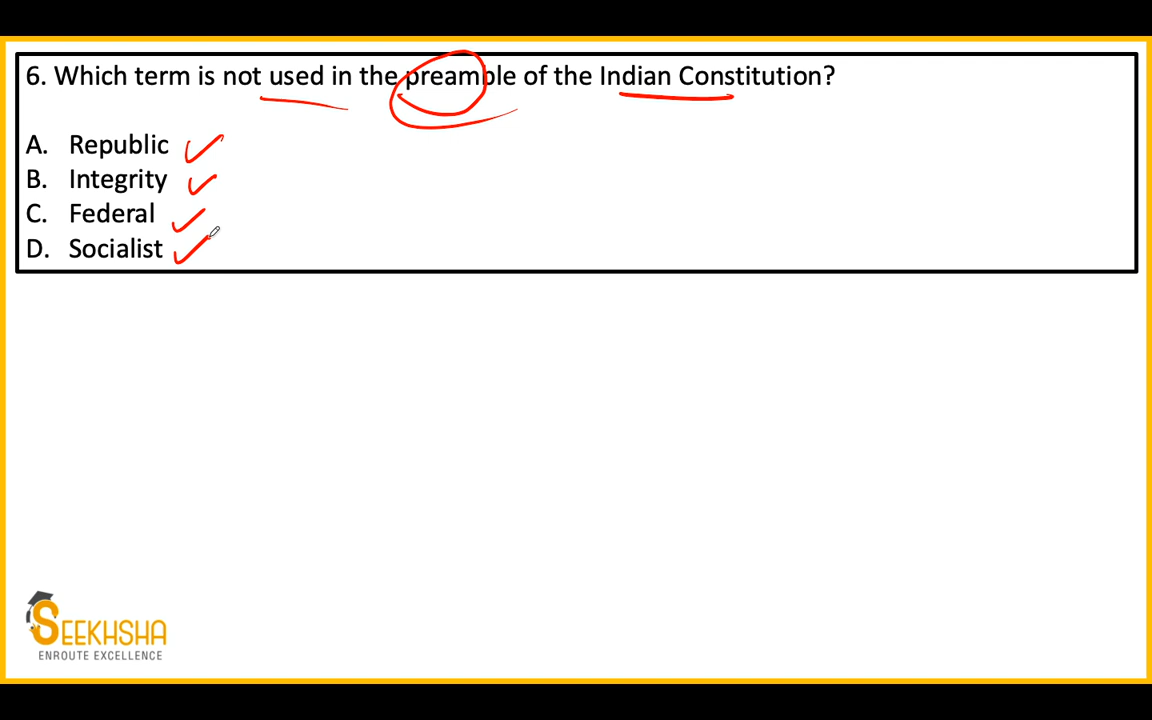 6. Which term is not used in the preamble of the Indian Constitution?
A. Republic
B. Integrity
C. Federal
D. Socialist
SEEKHSHA
ENROUTE EXCELLENCE